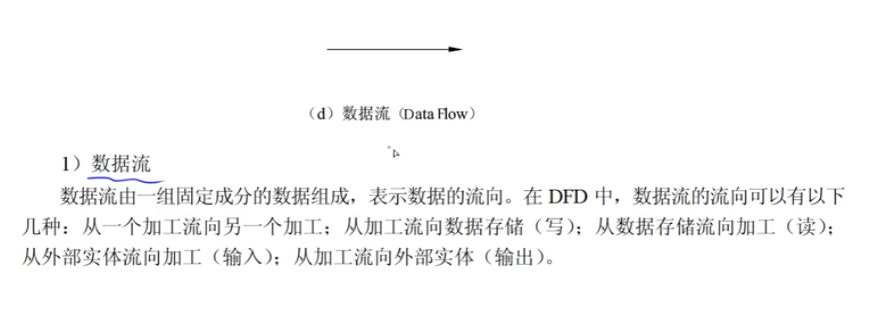 （d）数据流（Data Flow）
1）数据流
数据流由一组固定成分的数据组成，表示数据的流向。在 DFD 中，数据流的流向可以有以下
几种：从一个加工流向另一个加工；从加工流向数据存储（写）；从数据存储流向加工（读）；
从外部实体流向加工（输入）；从加工流向外部实体（输出）。